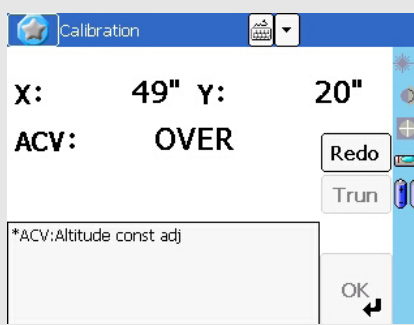 Calibration
X: 49" Y: 20"
ACV: OVER
Redo
Trun
*ACV:Altitude const adj
OK